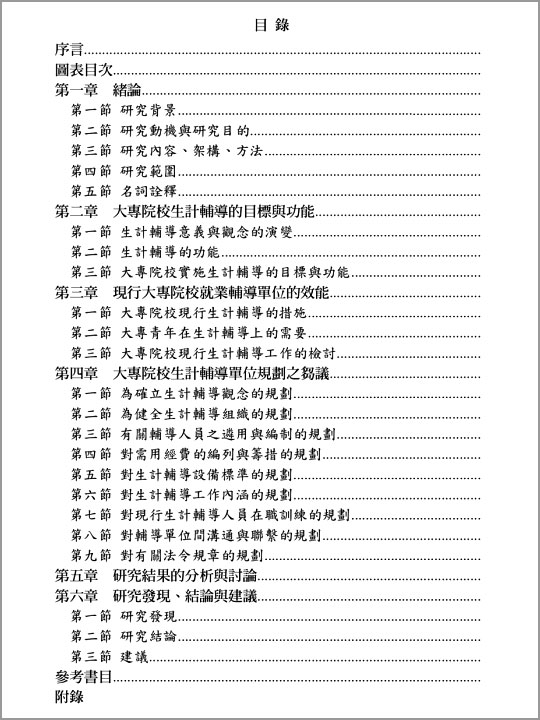 目 錄
序言
圖表目次
第一章 緒論
第一節 研究背景
第二節 研究動機與研究目的
第三節 研究內容、架構、方法
第四節 研究範圍
第五節 名詞詮釋
第二章 大專院校生計輔導的目標與功能
第一節 生計輔導意義與觀念的演變
第二節 生計輔導的功能
第三節 大專院校實施生計輔導的目標與功能
第三章 現行大專院校就業輔導單位的效能
第一節 大專院校現行生計輔導的措施
第二節 大專青年在生計輔導上的需要
第三節 大專院校現行生計輔導工作的檢討
第四章 大專院校生計輔導單位規劃之芻議
第一節 為確立生計輔導觀念的規劃
第二節 為健全生計輔導組織的規劃
第三節 有關輔導人員之遴用與編制的規劃
第四節 對需用經費的編列與籌措的規劃
第五節 對生計輔導設備標準的規劃
第六節 對生計輔導工作內涵的規劃
第七節 對現行生計輔導人員在職訓練的規劃
第八節 對輔導單位間溝通與聯繫的規劃
第九節 對有關法令規章的規劃
第五章 研究結果的分析與討論
第六章 研究發現、結論與建議
第一節 研究發現
第二節 研究結論
第三節 建議
參考書目
附錄